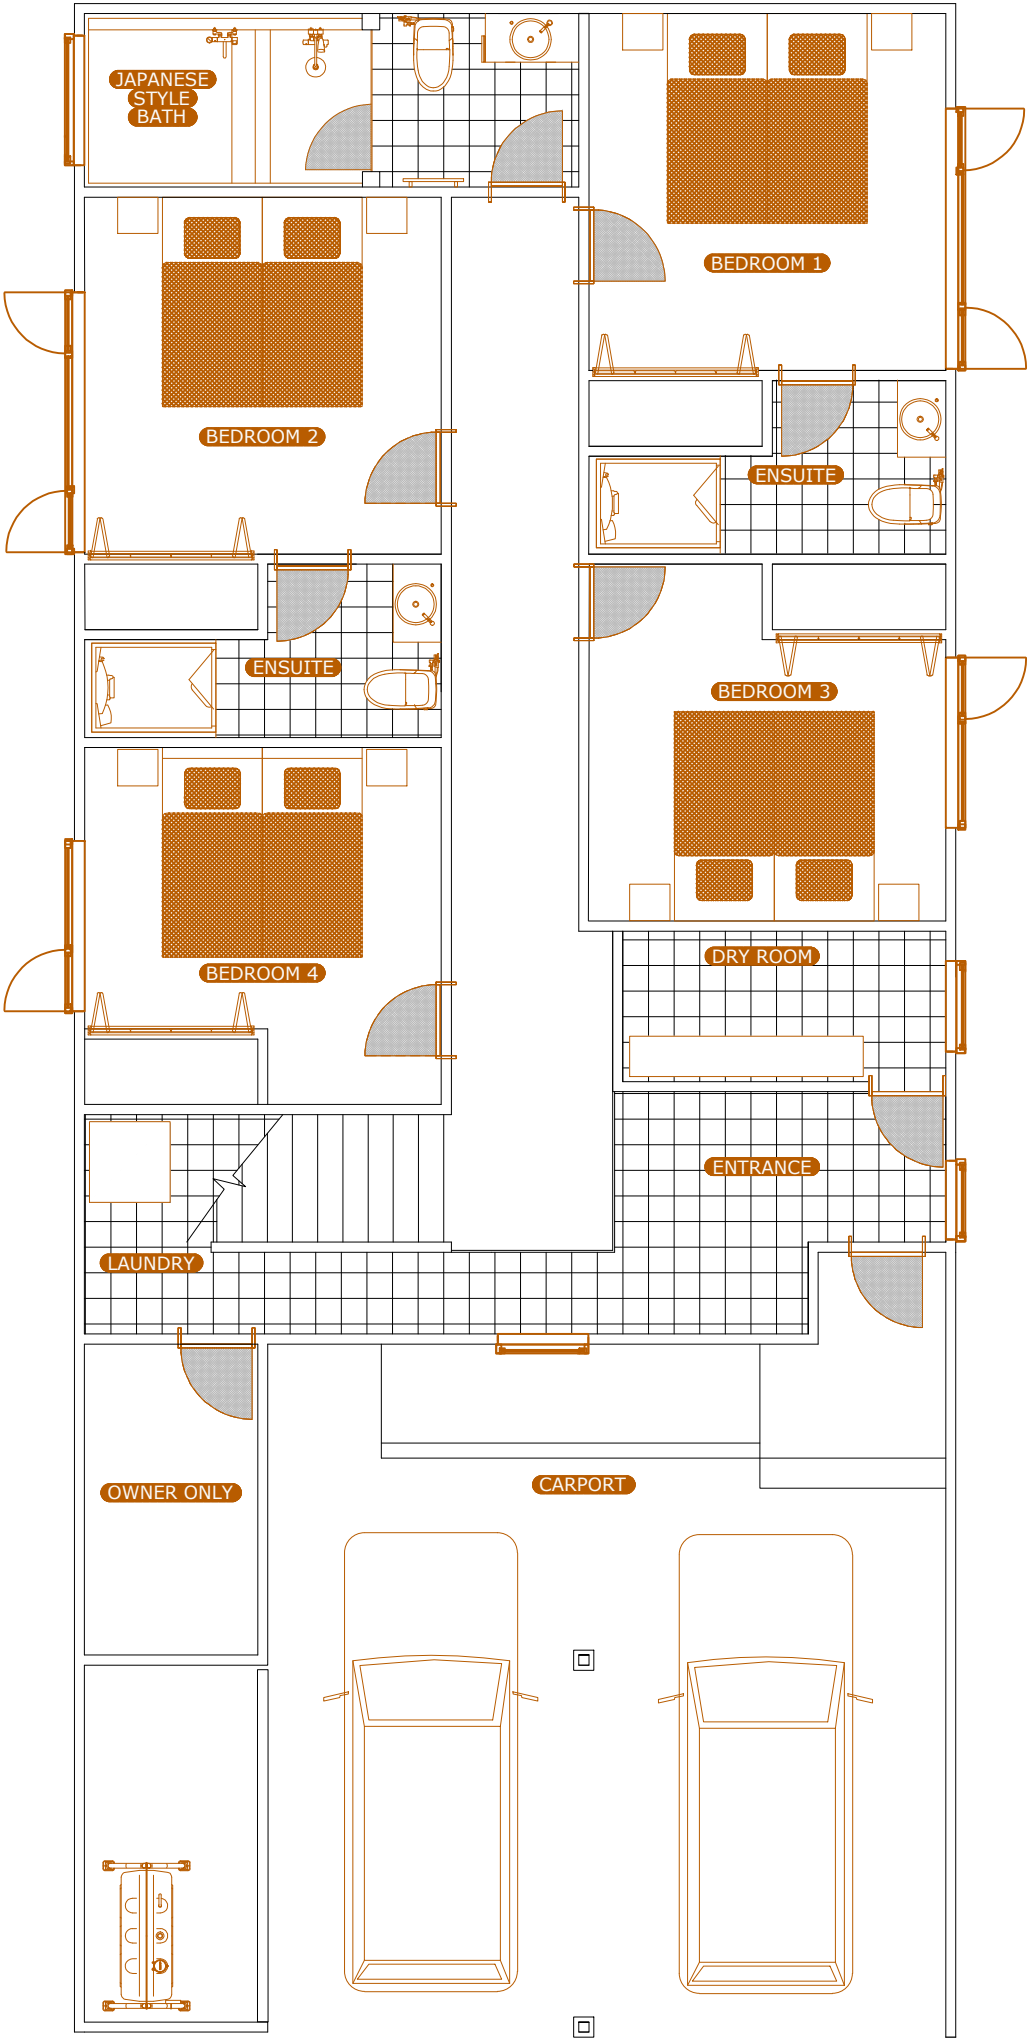 JAPANESE
STYLE
BATH
BEDROOM 1
BEDROOM 2
ENSUITE
ENSUITE
BEDROOM 3
BEDROOM 4
DRY ROOM
ENTRANCE
LAUNDRY
OWNER ONLY
CARPORT